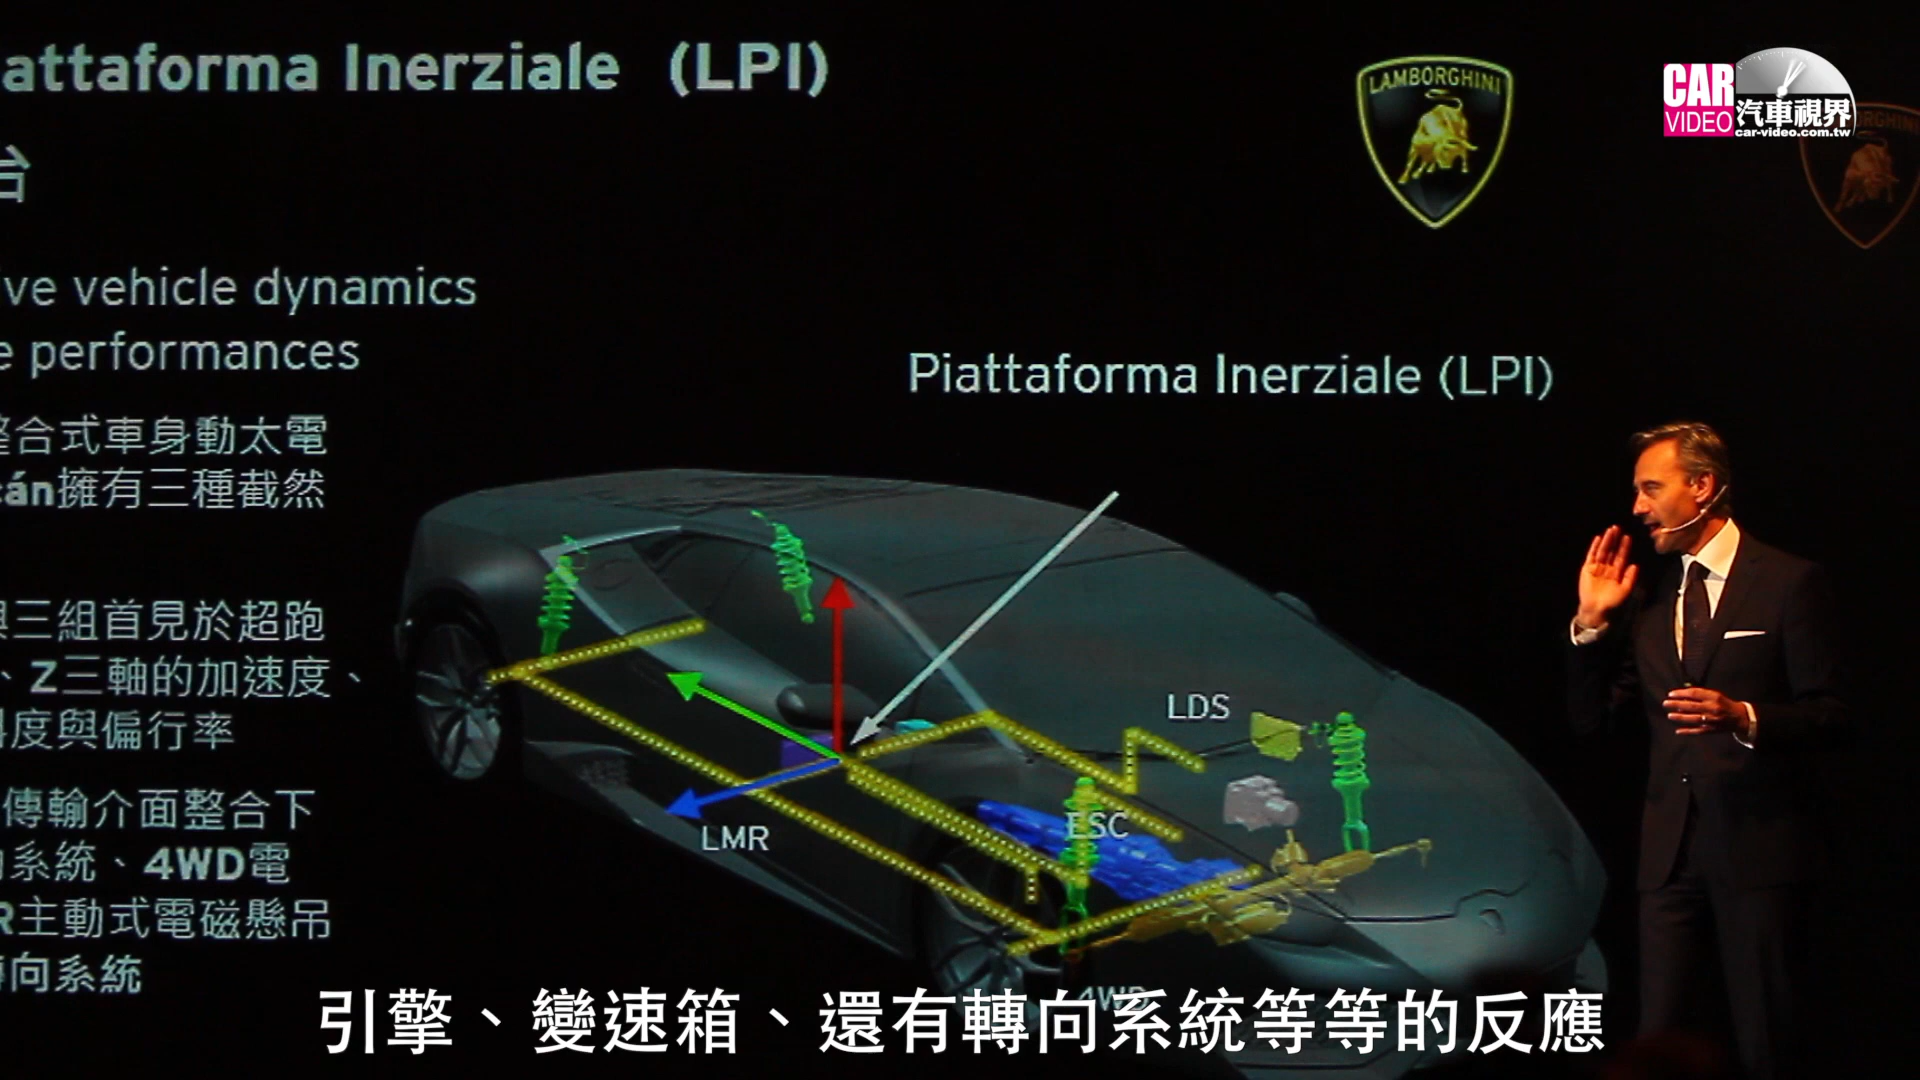 attaforma Inerziale (LPI)
台
LAMBORGHINI
CAR
VIDEO
汽車視界
car-video.com.tw
RGHINI
ive vehicle dynamics
e performances
Piattaforma Inerziale (LPI)
整合式車身動太電
cán擁有三種截然
三組首見於超跑
、Z三軸的加速度、
度與偏行率
傳輸介面整合下
系統、4WD電
R主動式電磁懸吊
向系統
LDS
ESC
LMR
4WD
引擎、變速箱、還有轉向系統等等的反應